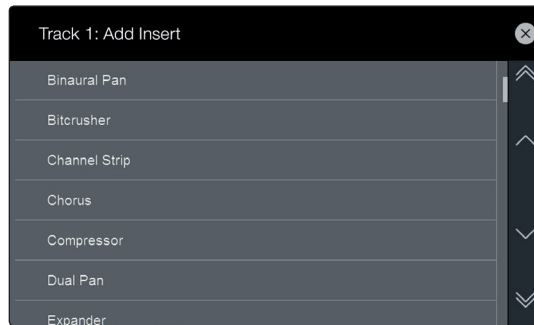 Track 1: Add Insert
Binaural Pan
Bitcrusher
Channel Strip
Chorus
Compressor
Dual Pan
Expander